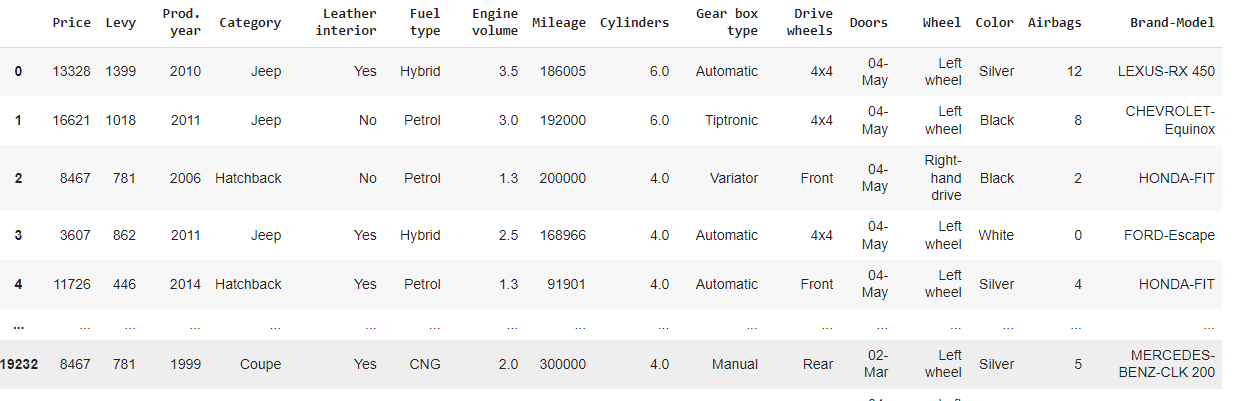 Price Levy Prod. year Category Leather interior Fuel type Engine volume Mileage Cylinders Gear box type Drive wheels Doors Wheel Color Airbags Brand-Model
0 13328 1399 2010 Jeep Yes Hybrid 3.5 186005 6.0 Automatic 4x4 04-May Left wheel Silver 12 LEXUS-RX 450
1 16621 1018 2011 Jeep No Petrol 3.0 192000 6.0 Tiptronic 4x4 04-May Left wheel Black 8 CHEVROLET-Equinox
2 8467 781 2006 Hatchback No Petrol 1.3 200000 4.0 Variator Front 04-May Right-hand drive Black 2 HONDA-FIT
3 3607 862 2011 Jeep Yes Hybrid 2.5 168966 4.0 Automatic 4x4 04-May Left wheel White 0 FORD-Escape
4 11726 446 2014 Hatchback Yes Petrol 1.3 91901 4.0 Automatic Front 04-May Left wheel Silver 4 HONDA-FIT
... ... ... ... ... ... ... ... ... ... ... ... ... ... ... ... ...
19232 8467 781 1999 Coupe Yes CNG 2.0 300000 4.0 Manual Rear 02-Mar Left wheel Silver 5 MERCEDES-BENZ-CLK 200